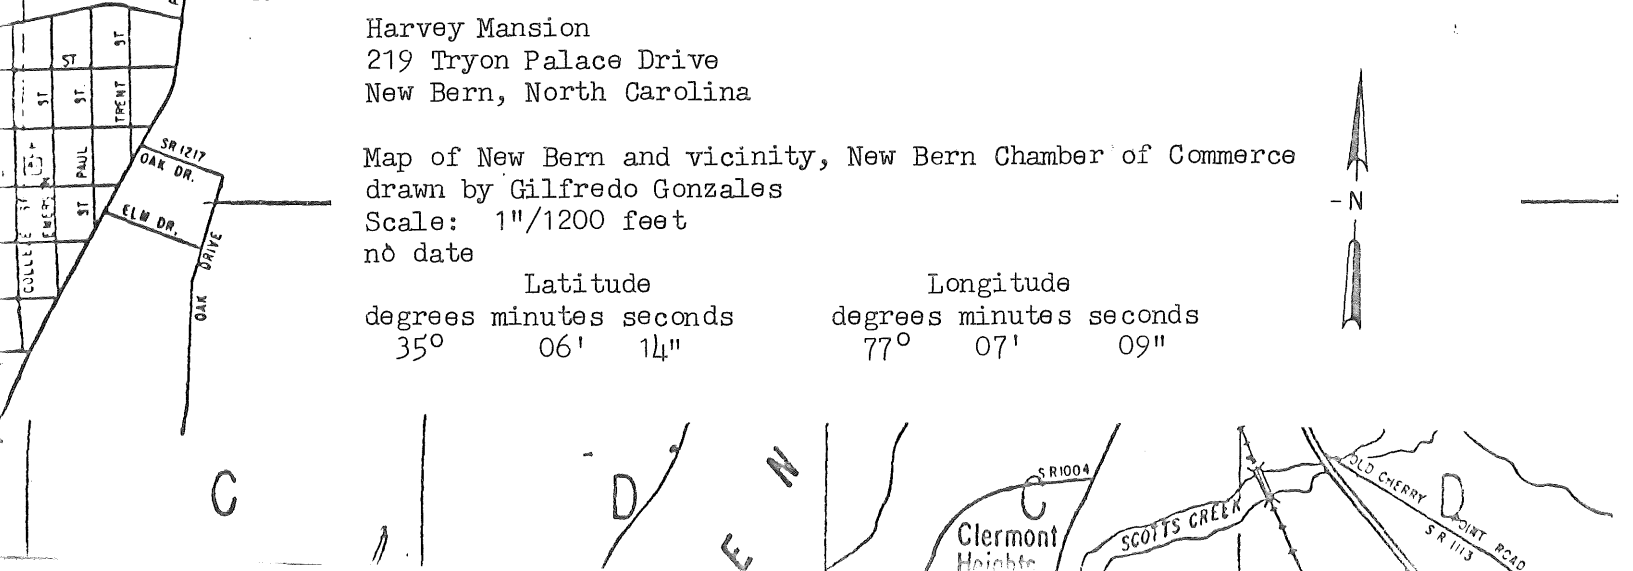 Harvey Mansion
219 Tryon Palace Drive
New Bern, North Carolina
Map of New Bern and vicinity, New Bern Chamber of Commerce
drawn by Gilfredo Gonzales
Scale: 1"/1200 feet
no date
Latitude Longitude
degrees minutes seconds degrees minutes seconds
35° 06' 14" 77° 07' 09"
- N
ST
ST
ST
ST
TRENT
PAUL
ST
SR 1217
OAK DR.
ELM DR.
OAK DRIVE
C
D
N
E
SR1004
C
Clermont
Heights
SCOTTS CREEK
OLD CHERRY POINT ROAD
SR 1113
D